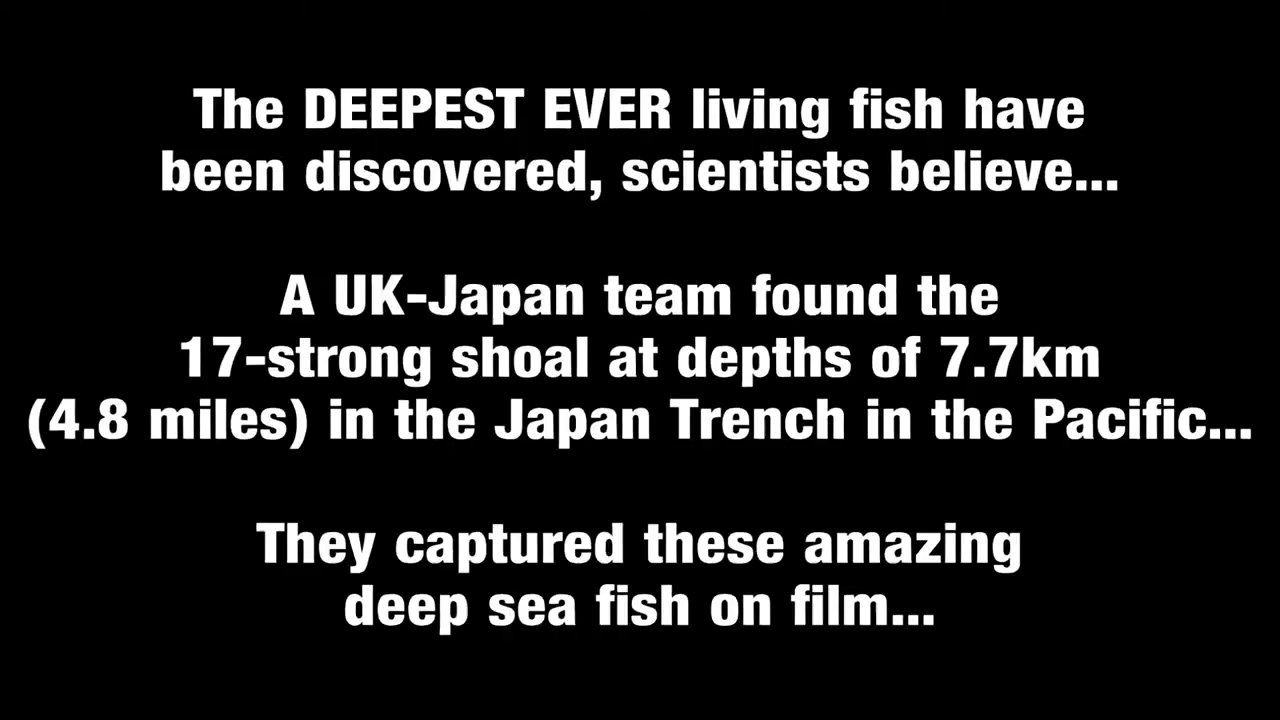 The DEEPEST EVER living fish have
been discovered, scientists believe...
A UK-Japan team found the
17-strong shoal at depths of 7.7km
(4.8 miles) in the Japan Trench in the Pacific...
They captured these amazing
deep sea fish on film...